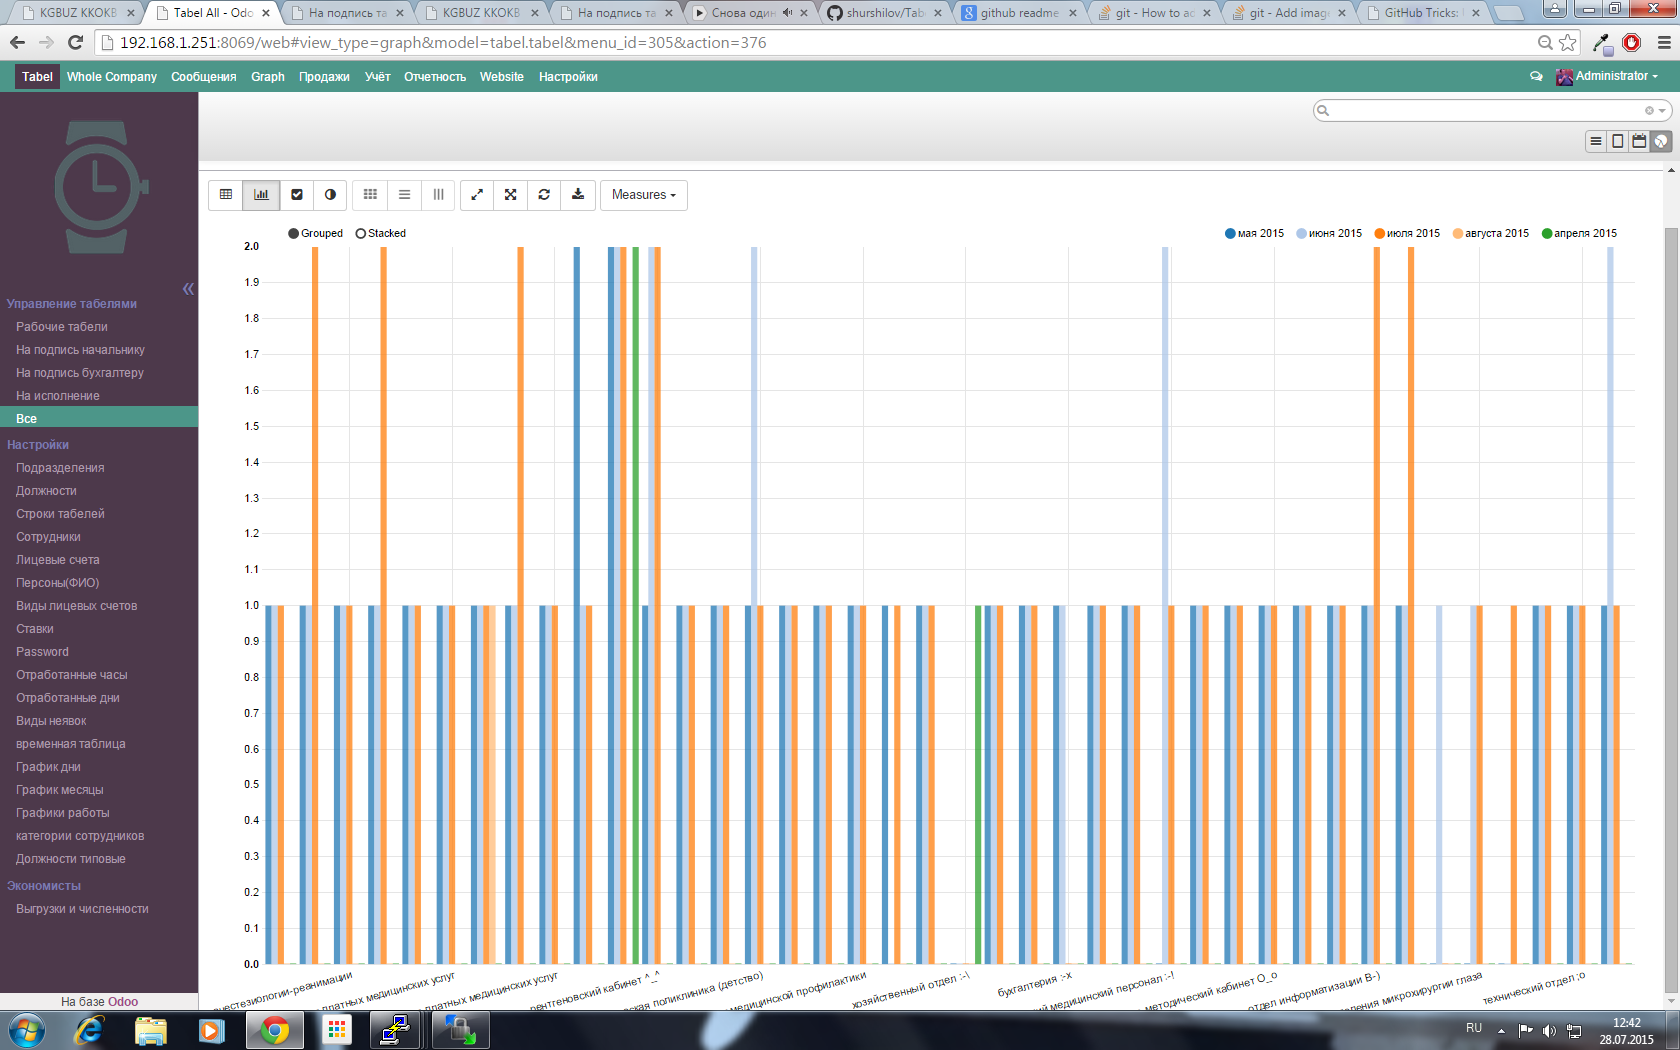 KGBUZ KKOKB
Tabel All - Odo
На подпись та
KGBUZ KKOKB
На подпись та
Снова один
shurshilov/Tab
github readme
git - How to ad
git - Add imag
GitHub Tricks:
192.168.1.251:8069/web#view_type=graph&model=tabel.tabel&menu_id=305&action=376
Tabel Whole Company Сообщения Graph Продажи Учёт Отчетность Website Настройки Administrator
Управление табелями
Рабочие табели
На подпись начальнику
На подпись бухгалтеру
На исполнение
Все
Настройки
Подразделения
Должности
Строки табелей
Сотрудники
Лицевые счета
Персоны(ФИО)
Виды лицевых счетов
Ставки
Password
Отработанные часы
Отработанные дни
Виды неявок
временная таблица
График дни
График месяцы
Графики работы
категории сотрудников
Должности типовые
Экономисты
Выгрузки и численности
На базе Odoo
Measures
Grouped Stacked
мая 2015 июня 2015 июля 2015 августа 2015 апреля 2015
2.0
1.9
1.8
1.7
1.6
1.5
1.4
1.3
1.2
1.1
1.0
0.9
0.8
0.7
0.6
0.5
0.4
0.3
0.2
0.1
0.0
нестезиологии-реанимации
платных медицинских услуг
платных медицинских услуг
рентгеновский кабинет ^_^
ская поликлиника (детство)
медицинской профилактики
хозяйственный отдел :-\
бухгалтерия :-x
ий медицинский персонал :-!
методический кабинет O_o
отдел информатизации B-)
ления микрохирургии глаза
технический отдел ;o
RU
12:42
28.07.2015